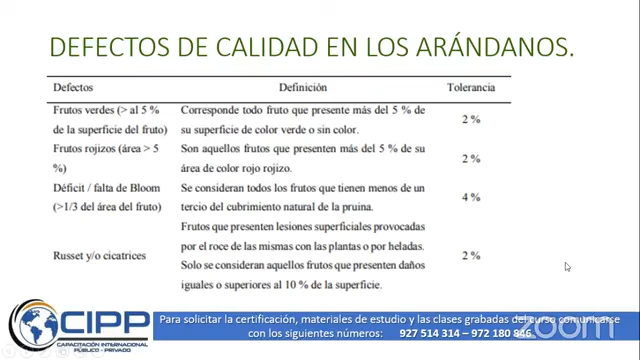 DEFECTOS DE CALIDAD EN LOS ARÁNDANOS.
Defectos
Definición
Tolerancia
Frutos verdes (> al 5 %
de la superficie del fruto)
Corresponde todo fruto que presente más del 5 % de
su superficie de color verde o sin color.
2 %
Frutos rojizos (área > 5
%)
Son aquellos frutos que presenten más del 5 % de su
área de color rojo rojizo.
2 %
Déficit / falta de Bloom
(>1/3 del área del fruto)
Se consideran todos los frutos que tienen menos de un
tercio del cubrimiento natural de la pruina.
4 %
Russet y/o cicatrices
Frutos que presenten lesiones superficiales provocadas
por el roce de las mismas con las plantas o por heladas.
Solo se consideran aquellos frutos que presenten daños
iguales o superiores al 10 % de la superficie.
2 %
CIPP
CAPACITACIÓN INTERNACIONAL
PÚBLICO - PRIVADO
Para solicitar la certificación, materiales de estudio y las clases grabadas del curso comunicarse
con los siguientes números: 927 514 314 – 972 180 846
zoom